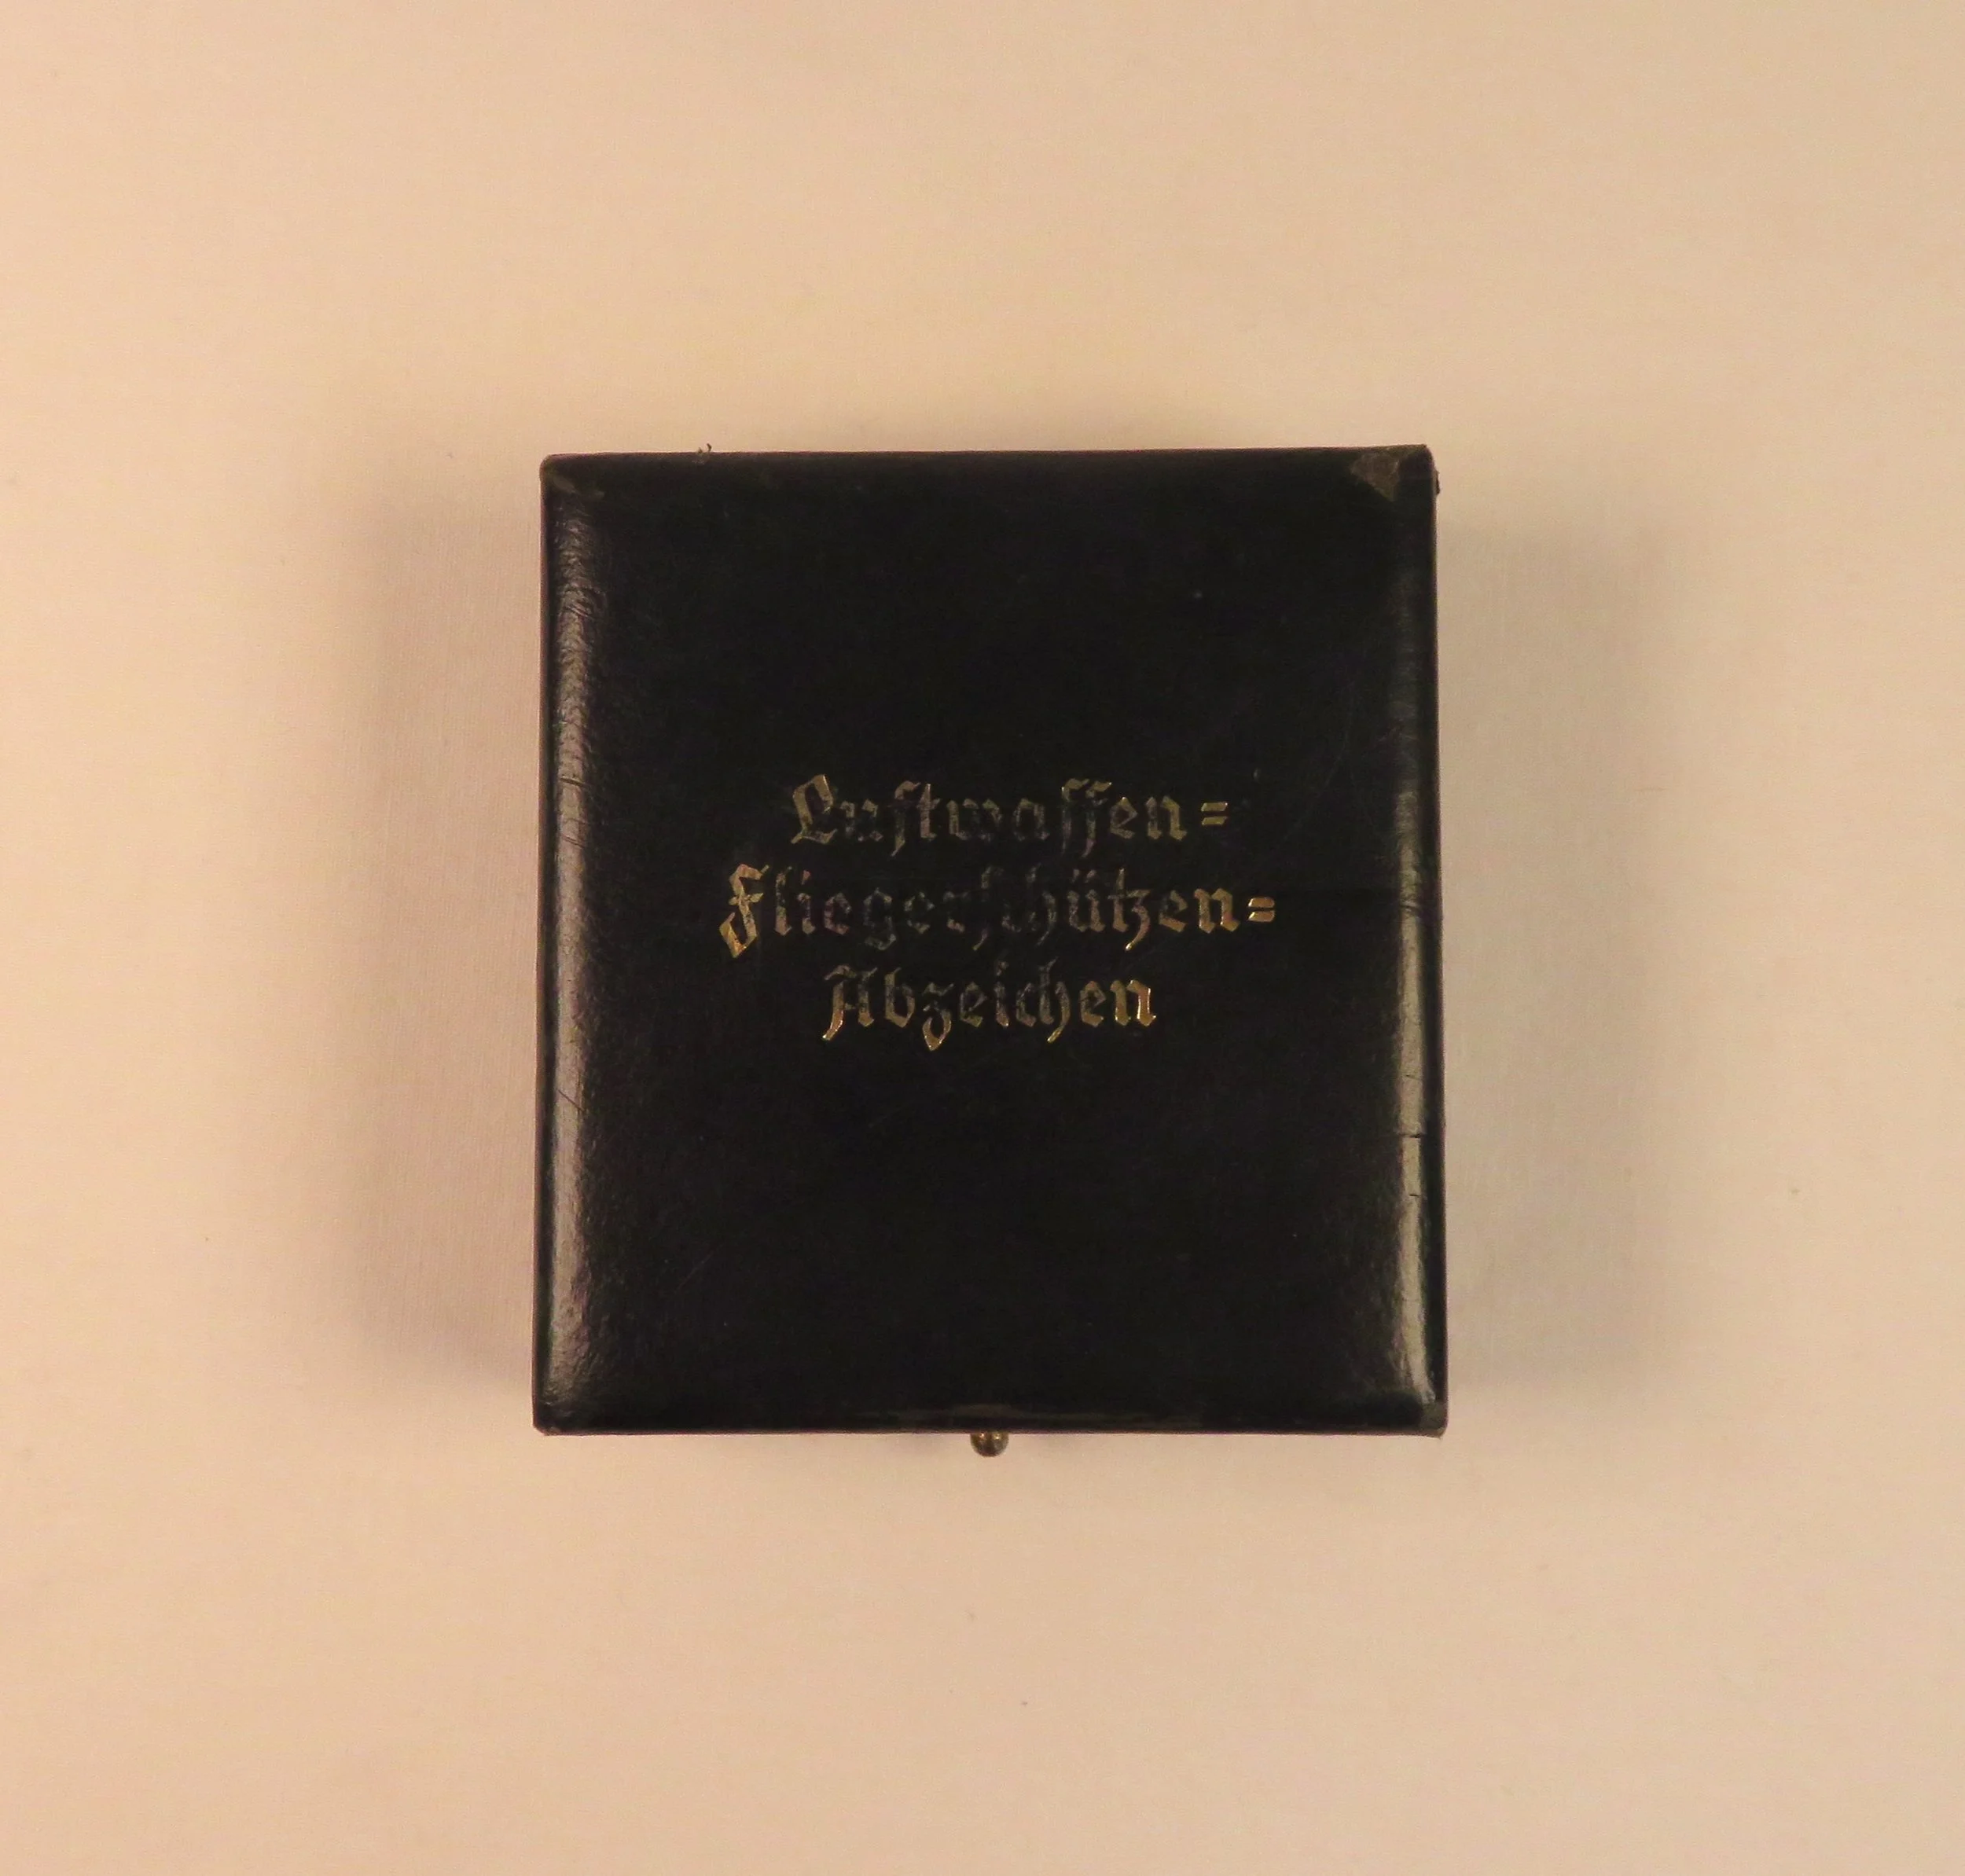 Luftwaffen=
Fliegerschützen=
Abzeichen